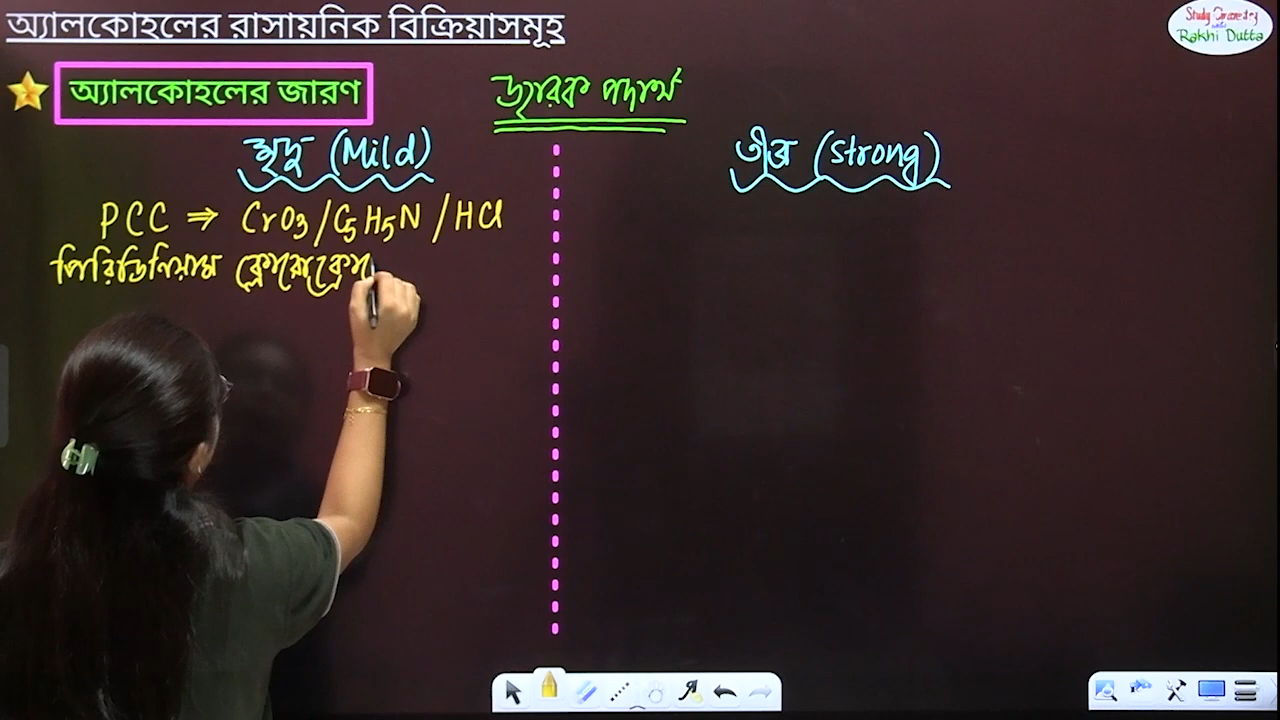 অ্যালকোহলের রাসায়নিক বিক্রিয়াসমূহ
Study Chemistry
with
Rakhi Dutta
অ্যালকোহলের জারণ
জারক পদার্থ
মৃদু (Mild)
তীব্র (strong)
PCC ⇒ CrO₃/C₅H₅N/HCl
পিরিডিনিয়াম ক্লোরোক্রো